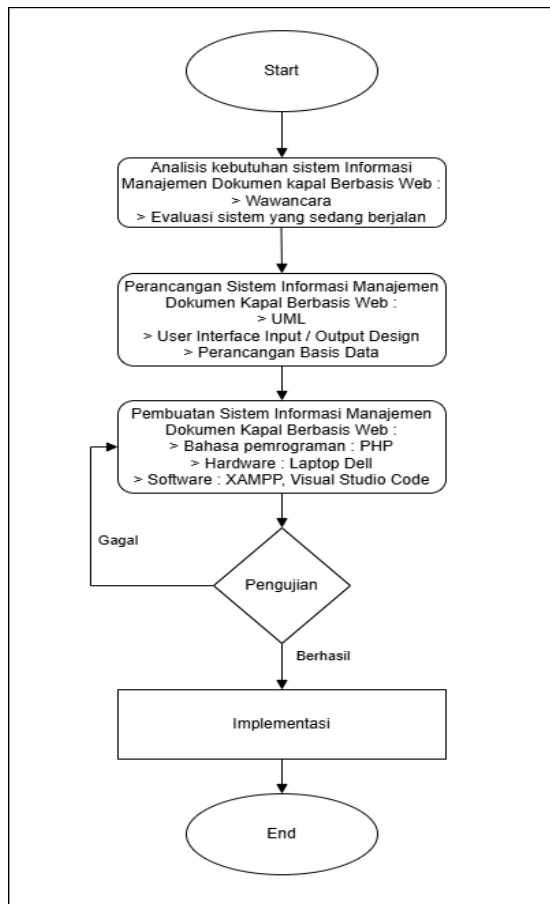 Start
Analisis kebutuhan sistem Informasi
Manajemen Dokumen kapal Berbasis Web :
> Wawancara
> Evaluasi sistem yang sedang berjalan
Perancangan Sistem Informasi Manajemen
Dokumen Kapal Berbasis Web :
> UML
> User Interface Input / Output Design
> Perancangan Basis Data
Pembuatan Sistem Informasi Manajemen
Dokumen Kapal Berbasis Web :
> Bahasa pemrograman : PHP
> Hardware : Laptop Dell
> Software : XAMPP, Visual Studio Code
Gagal
Pengujian
Berhasil
Implementasi
End